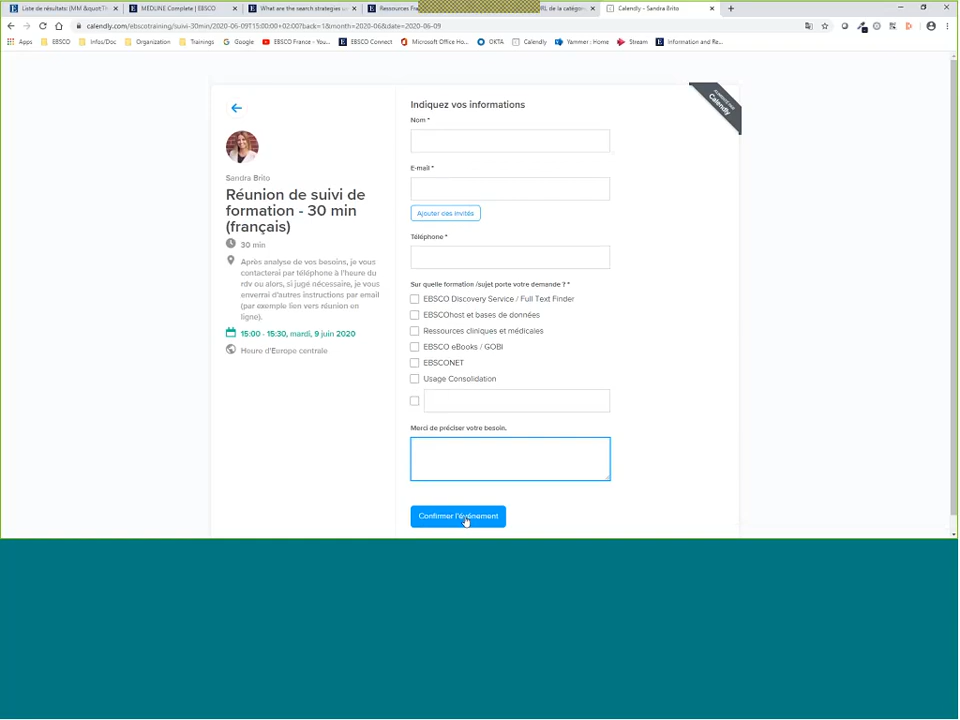 Liste de résultats: (MM &quot;T
MEDLINE Complete | EBSCO
What are the search strategies u
Ressources Fra
RL de la catégor
Calendly - Sandra Brito
calendly.com/ebscotraining/suivi-30min/2020-06-09T15:00:00+02:00?back=1&month=2020-06&date=2020-06-09
Apps
EBSCO
Infos/Doc
Organization
Trainings
Google
EBSCO France - You...
EBSCO Connect
Microsoft Office Ho...
OKTA
Calendly
Yammer : Home
Stream
Information and Re...
Sandra Brito
Réunion de suivi de
formation - 30 min
(français)
30 min
Après analyse de vos besoins, je vous
contacterai par téléphone à l'heure du
rdv ou alors, si jugé nécessaire, je vous
enverrai d'autres instructions par email
(par exemple lien vers réunion en
ligne).
15:00 - 15:30, mardi, 9 juin 2020
Heure d'Europe centrale
Indiquez vos informations
Nom *
E-mail *
Ajouter des invités
Téléphone *
Sur quelle formation /sujet porte votre demande ? *
EBSCO Discovery Service / Full Text Finder
EBSCOhost et bases de données
Ressources cliniques et médicales
EBSCO eBooks / GOBI
EBSCONET
Usage Consolidation
Merci de préciser votre besoin.
Confirmer l'événement
Calendly